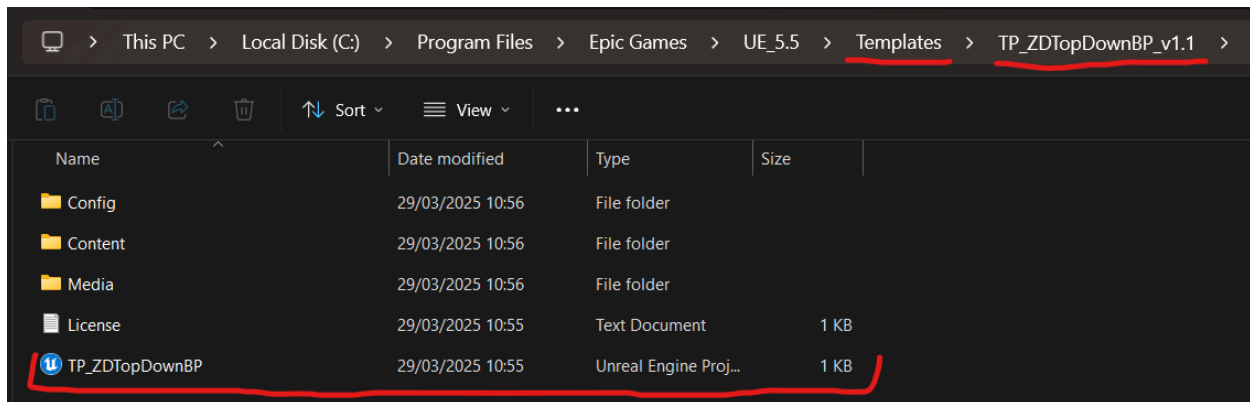 This PC > Local Disk (C:) > Program Files > Epic Games > UE_5.5 > Templates > TP_ZDTopDownBP_v1.1 >
Sort View ...
Name Date modified Type Size
Config 29/03/2025 10:56 File folder
Content 29/03/2025 10:56 File folder
Media 29/03/2025 10:56 File folder
License 29/03/2025 10:55 Text Document 1 KB
TP_ZDTopDownBP 29/03/2025 10:55 Unreal Engine Proj... 1 KB